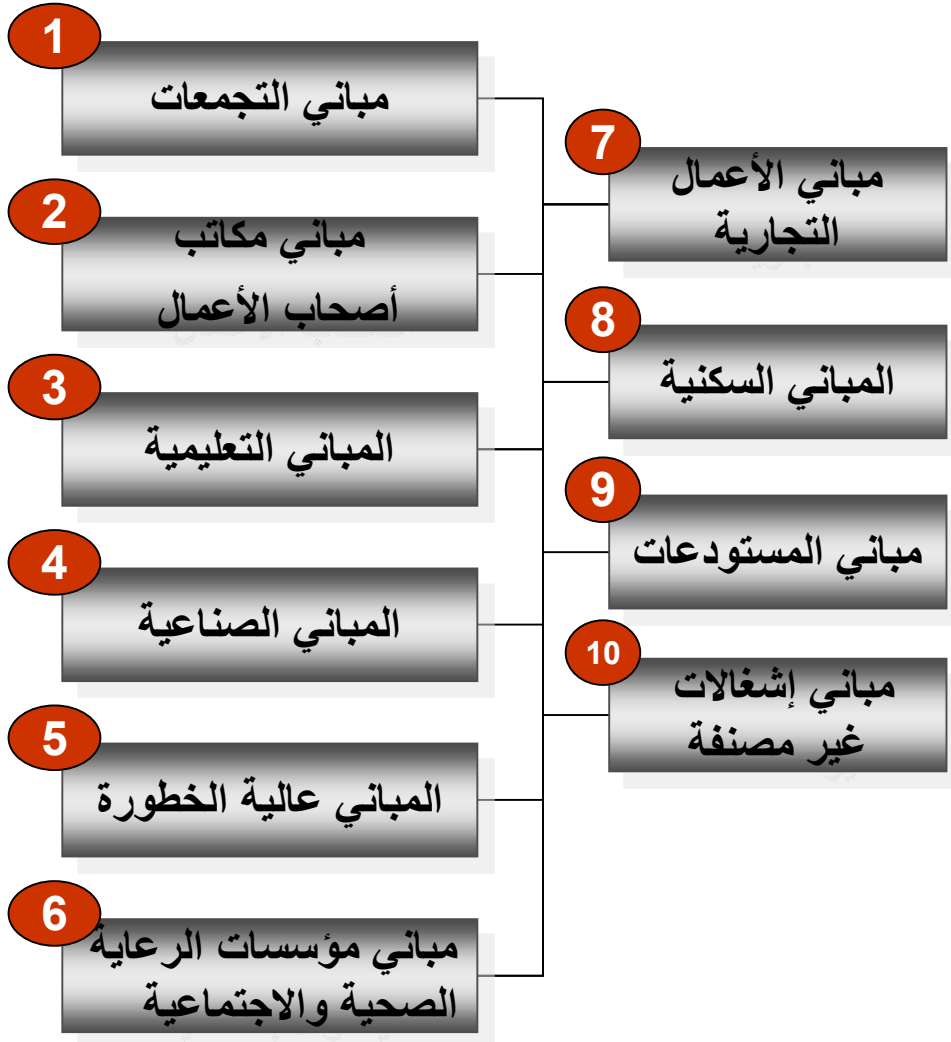 1
مباني التجمعات
2
مباني مكاتب
أصحاب الأعمال
3
المباني التعليمية
4
المباني الصناعية
5
المباني عالية الخطورة
6
مباني مؤسسات الرعاية
الصحية والاجتماعية
7
مباني الأعمال
التجارية
8
المباني السكنية
9
مباني المستودعات
10
مباني إشغالات
غير مصنفة